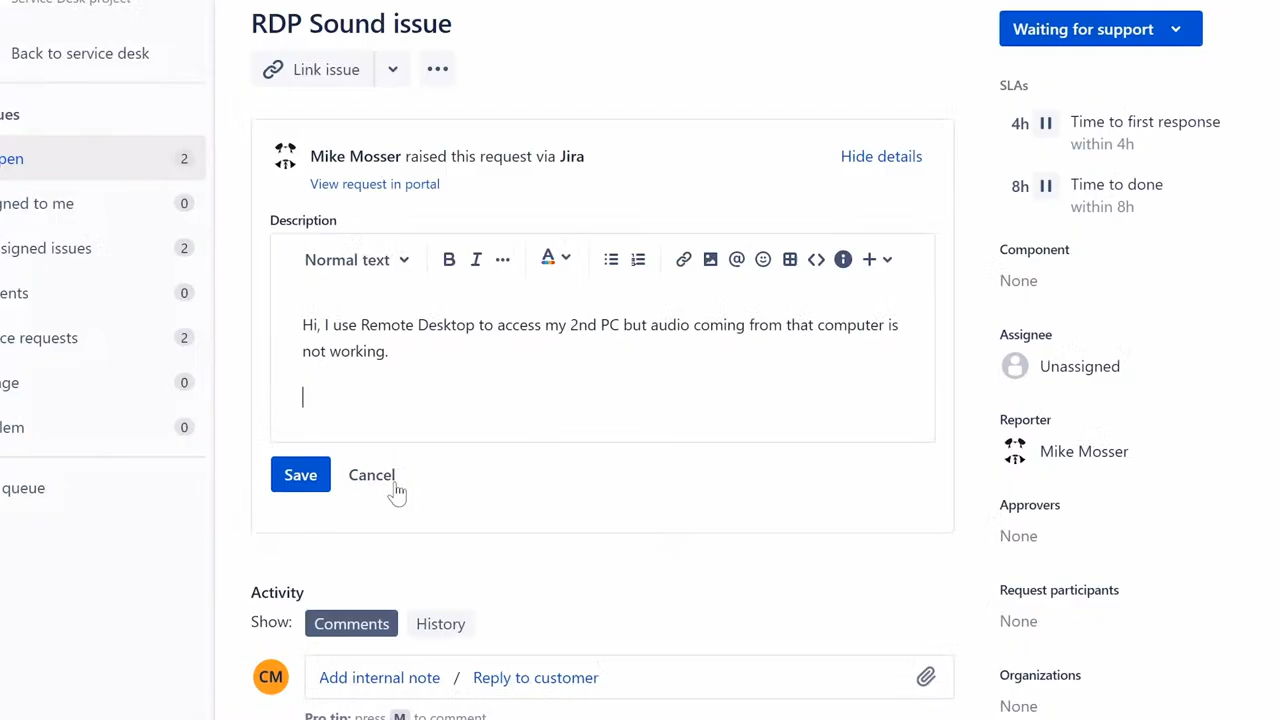 Service Desk project
Back to service desk
ues
pen 2
gned to me 0
signed issues 2
ents 0
ce requests 2
ge 0
lem 0
queue
RDP Sound issue
Link issue
Mike Mosser raised this request via Jira
Hide details
View request in portal
Description
Normal text B I A @ + 
Hi, I use Remote Desktop to access my 2nd PC but audio coming from that computer is
not working.
Save Cancel
Activity
Show: Comments History
CM Add internal note / Reply to customer
Pro tip: press M to comment
Waiting for support
SLAs
4h Time to first response
within 4h
8h Time to done
within 8h
Component
None
Assignee
Unassigned
Reporter
Mike Mosser
Approvers
None
Request participants
None
Organizations
None